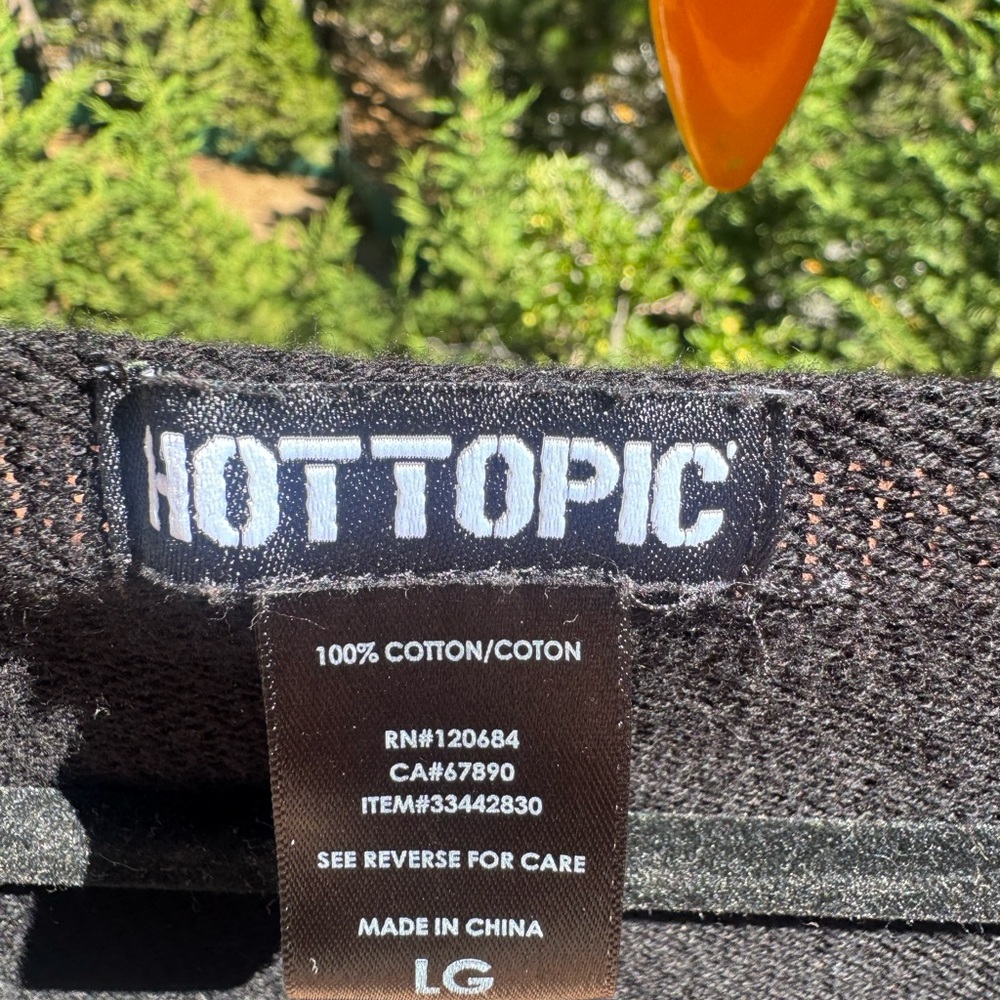 HOTTOPIC
100% COTTON/COTON
RN#120684
CA#67890
ITEM#33442830
SEE REVERSE FOR CARE
MADE IN CHINA
LG